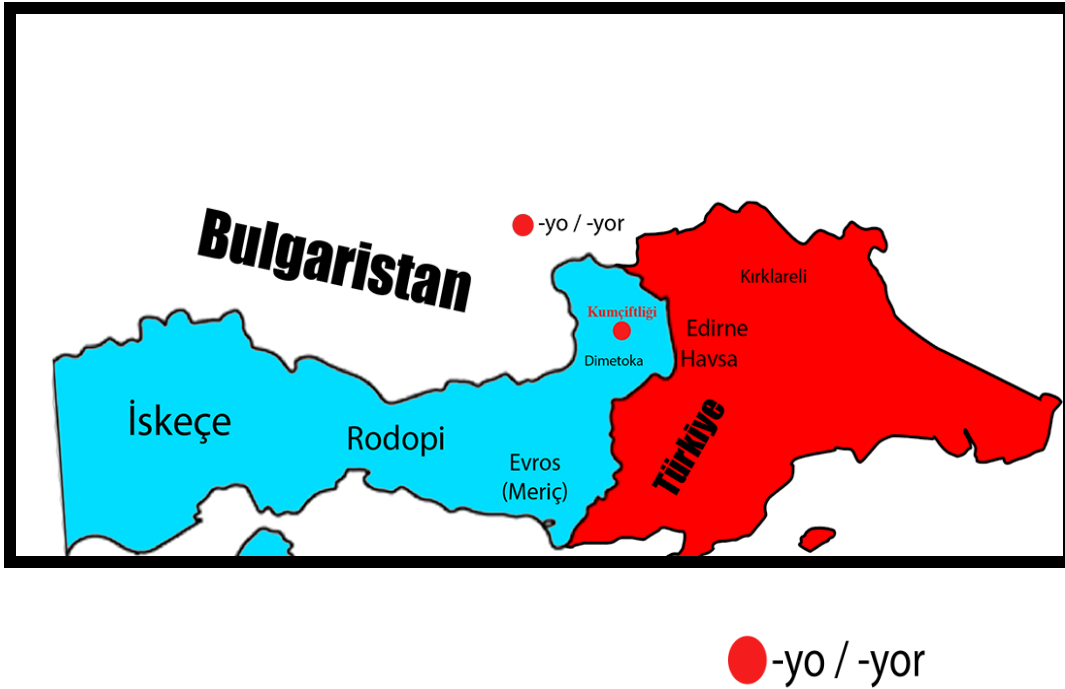 Bulgaristan
-yo / -yor
Kırklareli
Kumçiftliği
Edirne
Dimetoka
Havsa
İskeçe
Rodopi
Türkiye
Evros
(Meriç)
-yo / -yor